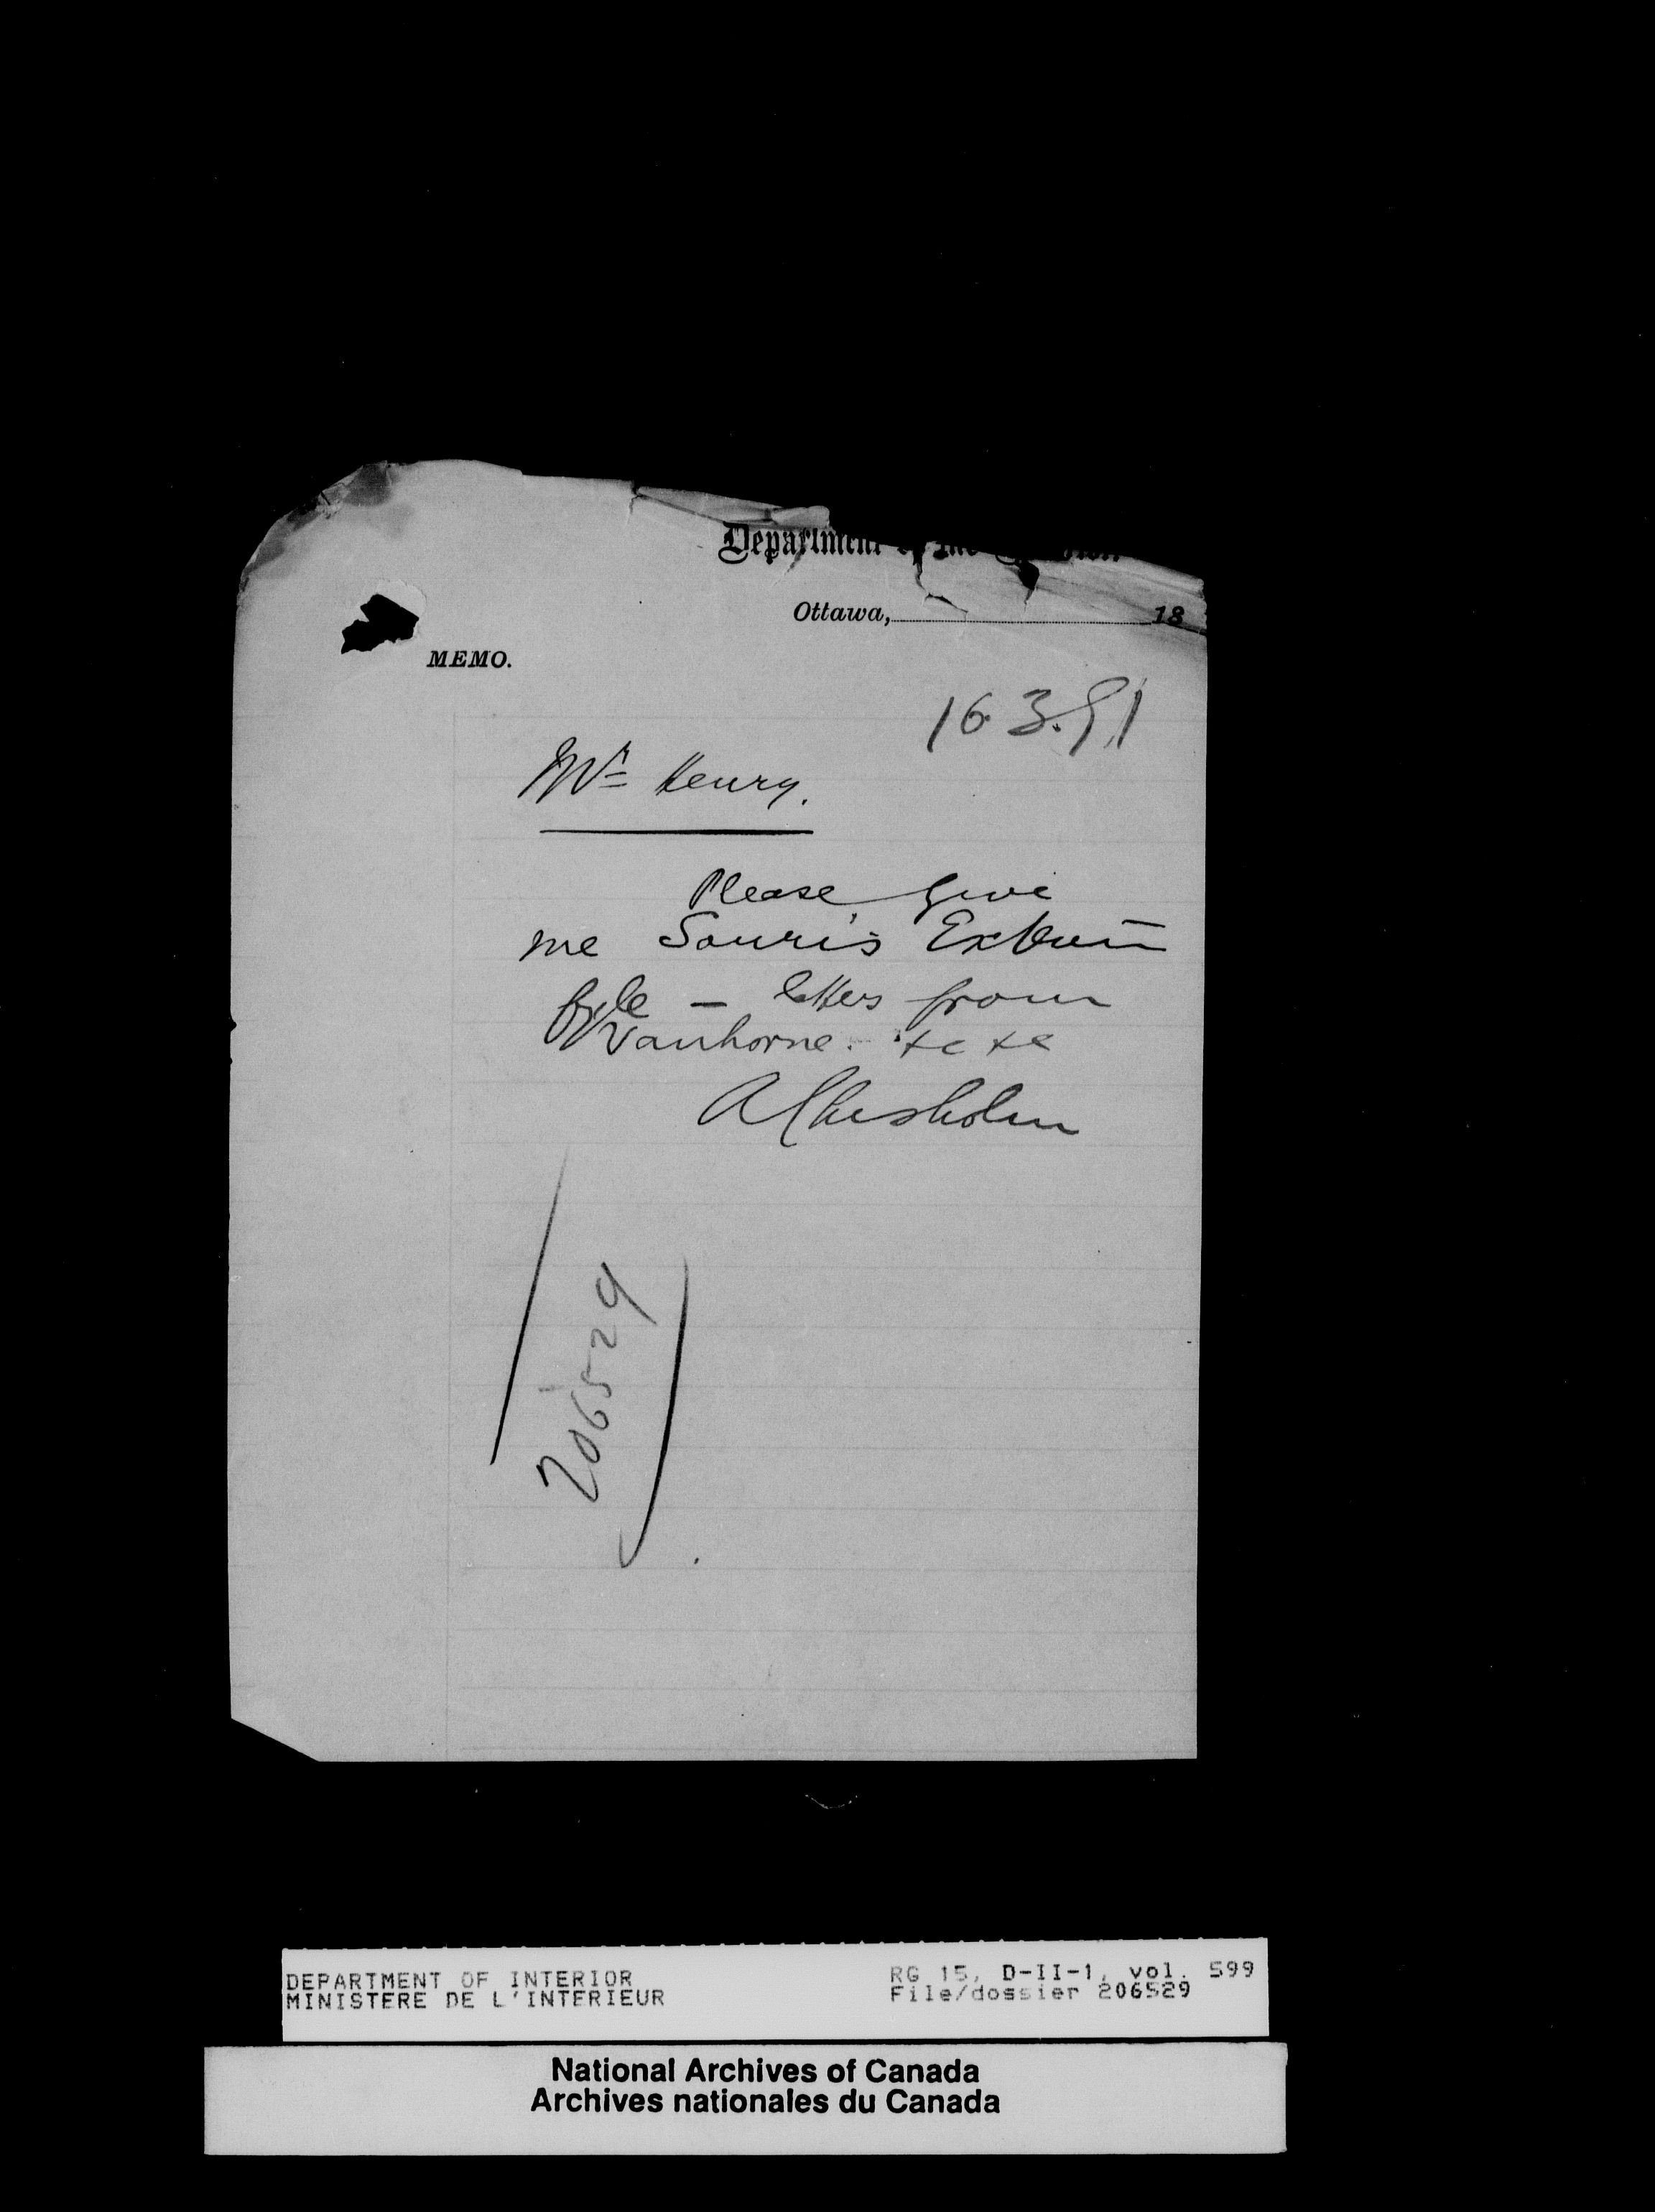 Department of the Interior
Ottawa, 18
MEMO.
16.3.91
Mr Henry.
Please give
me Souris Extension
file - letters from
Vanhorne. &c &c
A Chisholm
206529
DEPARTMENT OF INTERIOR
MINISTERE DE L'INTERIEUR
RG 15, D-II-1, vol. 599
File/dossier 206529
National Archives of Canada
Archives nationales du Canada